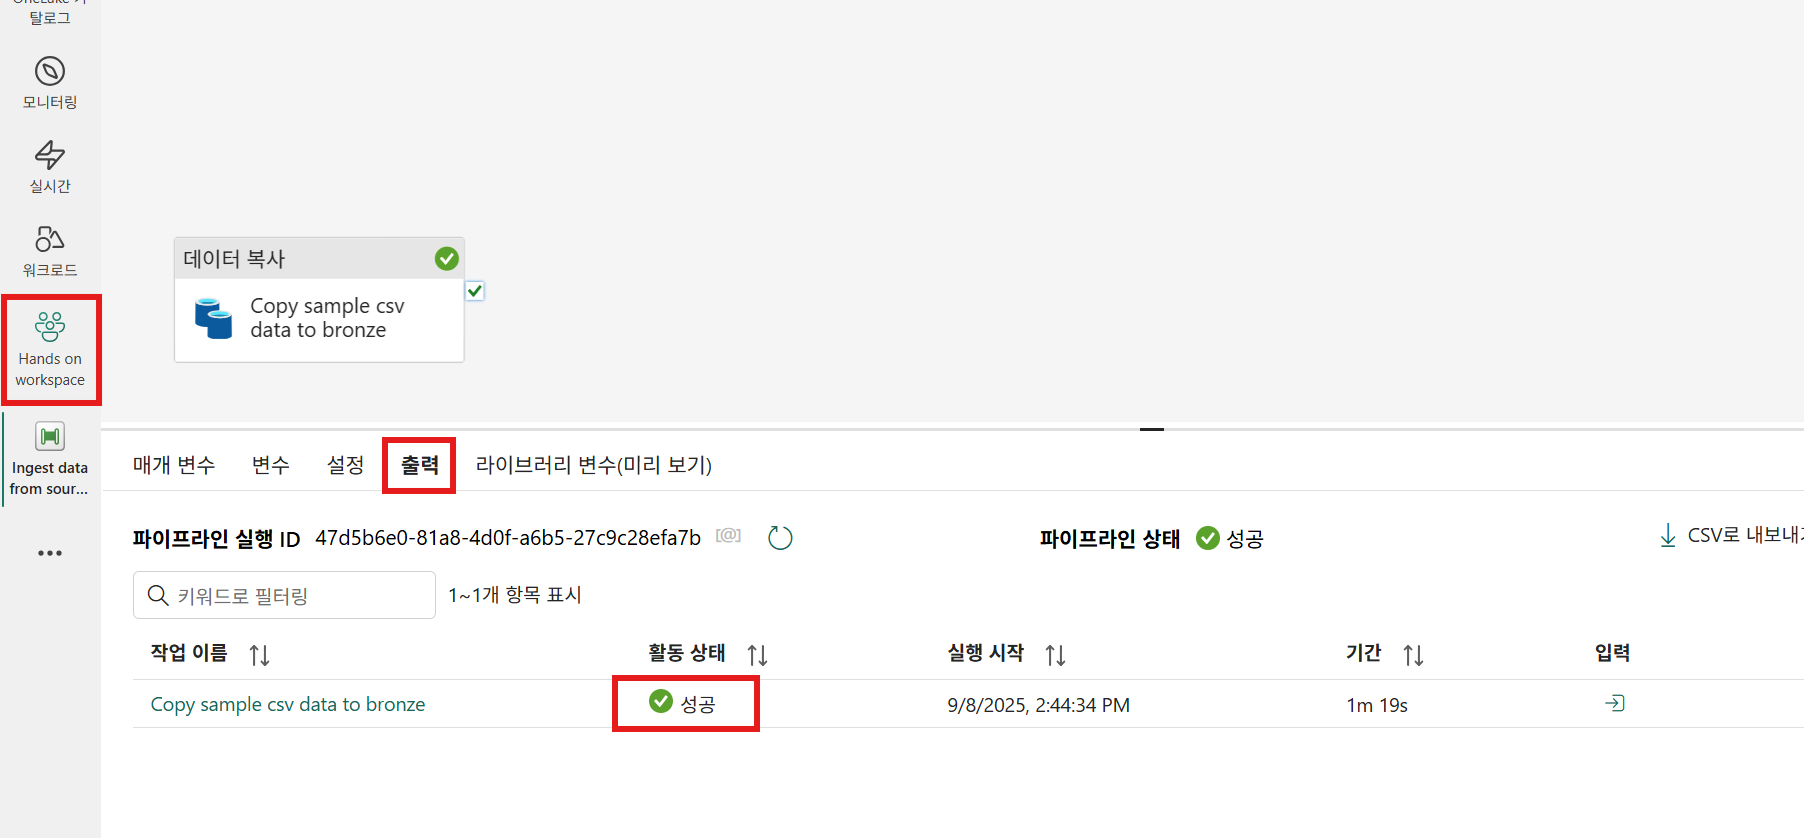 탈로그
모니터링
실시간
워크로드
Hands on
workspace
Ingest data
from sour...
데이터 복사
Copy sample csv
data to bronze
매개 변수 변수 설정 출력 라이브러리 변수(미리 보기)
파이프라인 실행 ID 47d5b6e0-81a8-4d0f-a6b5-27c9c28efa7b [@] 파이프라인 상태 성공 CSV로 내보내
키워드로 필터링 1~1개 항목 표시
작업 이름 활동 상태 실행 시작 기간 입력
Copy sample csv data to bronze 성공 9/8/2025, 2:44:34 PM 1m 19s